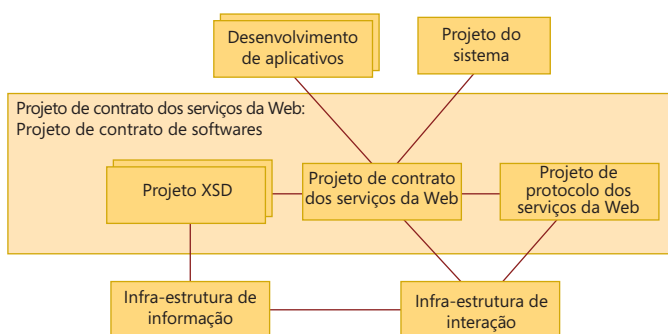 Desenvolvimento
de aplicativos
Projeto do
sistema
Projeto de contrato dos serviços da Web:
Projeto de contrato de softwares
Projeto XSD
Projeto de contrato
dos serviços da Web
Projeto de
protocolo dos
serviços da Web
Infra-estrutura de
informação
Infra-estrutura de
interação